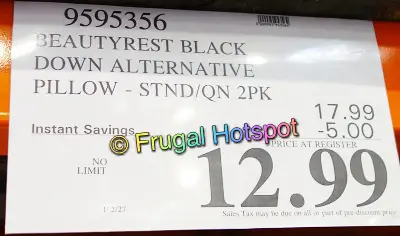 9595356
BEAUTYREST BLACK
DOWN ALTERNATIVE
PILLOW - STND/QN 2PK
17.99
Instant Savings -5.00
© Frugal Hotspot
PRICE AT REGISTER
NO
LIMIT
12.99
Sales Tax may be due on all or part of pre discount price